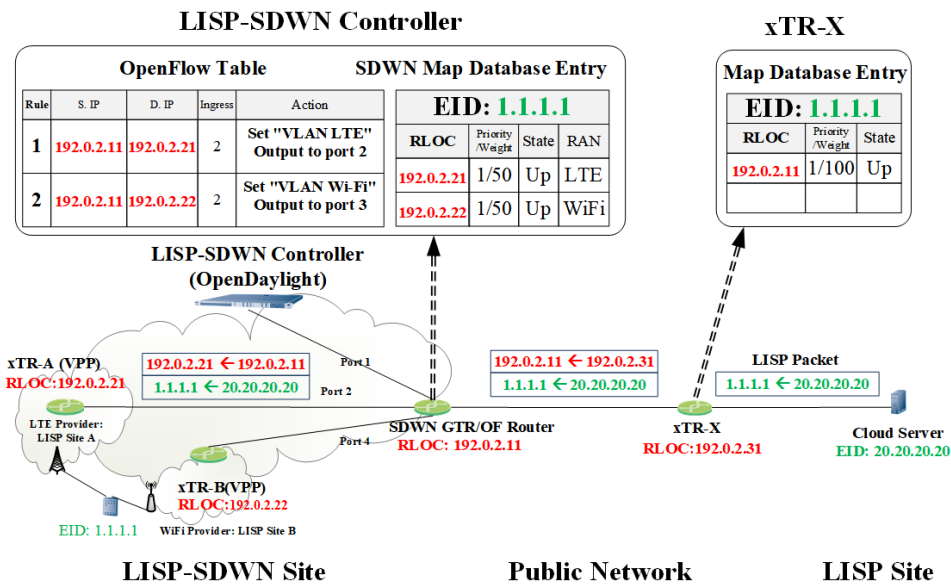 LISP-SDWN Controller
xTR-X
OpenFlow Table
SDWN Map Database Entry
Rule S. IP D. IP Ingress Action
1 192.0.2.11 192.0.2.21 2 Set "VLAN LTE" Output to port 2
2 192.0.2.11 192.0.2.22 2 Set "VLAN Wi-Fi" Output to port 3
EID: 1.1.1.1
RLOC Priority /Weight State RAN
192.0.2.21 1/50 Up LTE
192.0.2.22 1/50 Up WiFi
Map Database Entry
EID: 1.1.1.1
RLOC Priority /Weight State
192.0.2.11 1/100 Up
LISP-SDWN Controller
(OpenDaylight)
xTR-A (VPP)
RLOC:192.0.2.21
192.0.2.21 ← 192.0.2.11
1.1.1.1 ← 20.20.20.20
Port 1
Port 2
Port 4
192.0.2.11 ← 192.0.2.31
1.1.1.1 ← 20.20.20.20
LISP Packet
1.1.1.1 ← 20.20.20.20
LTE Provider:
LISP Site A
SDWN GTR/OF Router
RLOC: 192.0.2.11
xTR-X
RLOC:192.0.2.31
Cloud Server
EID: 20.20.20.20
xTR-B(VPP)
RLOC:192.0.2.22
EID: 1.1.1.1
WiFi Provider: LISP Site B
LISP-SDWN Site
Public Network
LISP Site